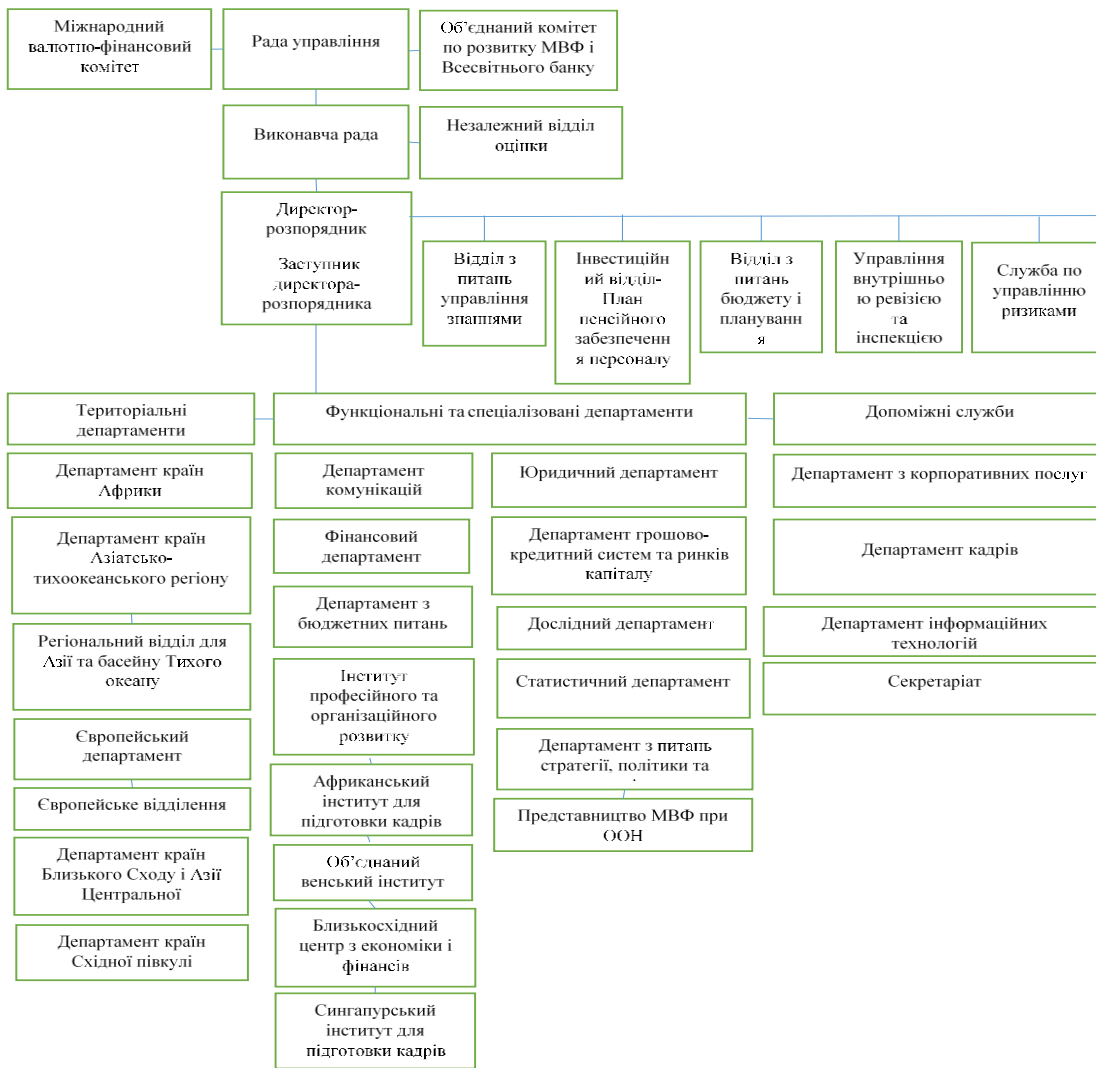 Міжнародний
валютно-фінансовий
комітет
Рада управління
Об’єднаний комітет
по розвитку МВФ і
Всесвітнього банку
Виконавча рада
Незалежний відділ
оцінки
Директор-
розпорядник
Заступник
директора-
розпорядника
Відділ з
питань
управління
знаннями
Інвестиційн
ий відділ-
План
пенсійного
забезпеченн
я персоналу
Відділ з
питань
бюджету і
плануванн
я
Управління
внутрішньо
ю ревізією
та
інспекцією
Служба по
управлінню
ризиками
Територіальні
департаменти
Функціональні та спеціалізовані департаменти
Допоміжні служби
Департамент країн
Африки
Департамент країн
Азіатсько-
тихоокеанського регіону
Регіональний відділ для
Азії та басейну Тихого
океану
Європейський
департамент
Європейське відділення
Департамент країн
Близького Сходу і Азії
Центральної
Департамент країн
Східної півкулі
Департамент
комунікацій
Фінансовий
департамент
Департамент з
бюджетних питань
Інститут
професійного та
організаційного
розвитку
Африканський
інститут для
підготовки кадрів
Об’єднаний
венський інститут
Близькосхідний
центр з економіки і
фінансів
Сингапурський
інститут для
підготовки кадрів
Юридичний департамент
Департамент грошово-
кредитний систем та ринків
капіталу
Дослідний департамент
Статистичний департамент
Департамент з питань
стратегії, політики та
Представництво МВФ при
ООН
Департамент з корпоративних послуг
Департамент кадрів
Департамент інформаційних
технологій
Секретаріат